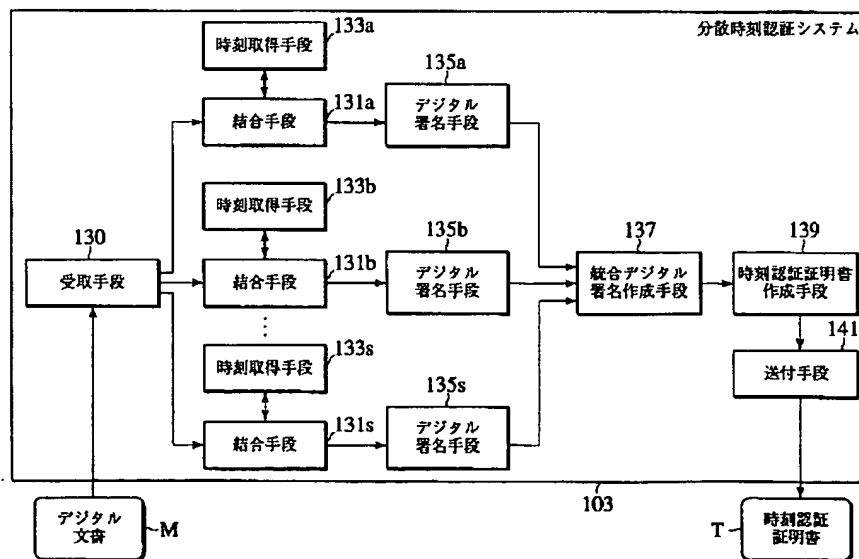 分散時刻認証システム
133a
時刻取得手段
135a
131a
結合手段
デジタル
署名手段
133b
時刻取得手段
130
受取手段
131b
結合手段
135b
デジタル
署名手段
137
統合デジタル
署名作成手段
139
時刻認証証明書
作成手段
141
送付手段
⋮
133s
時刻取得手段
135s
131s
結合手段
デジタル
署名手段
103
デジタル
文書
M
T
時刻認証
証明書